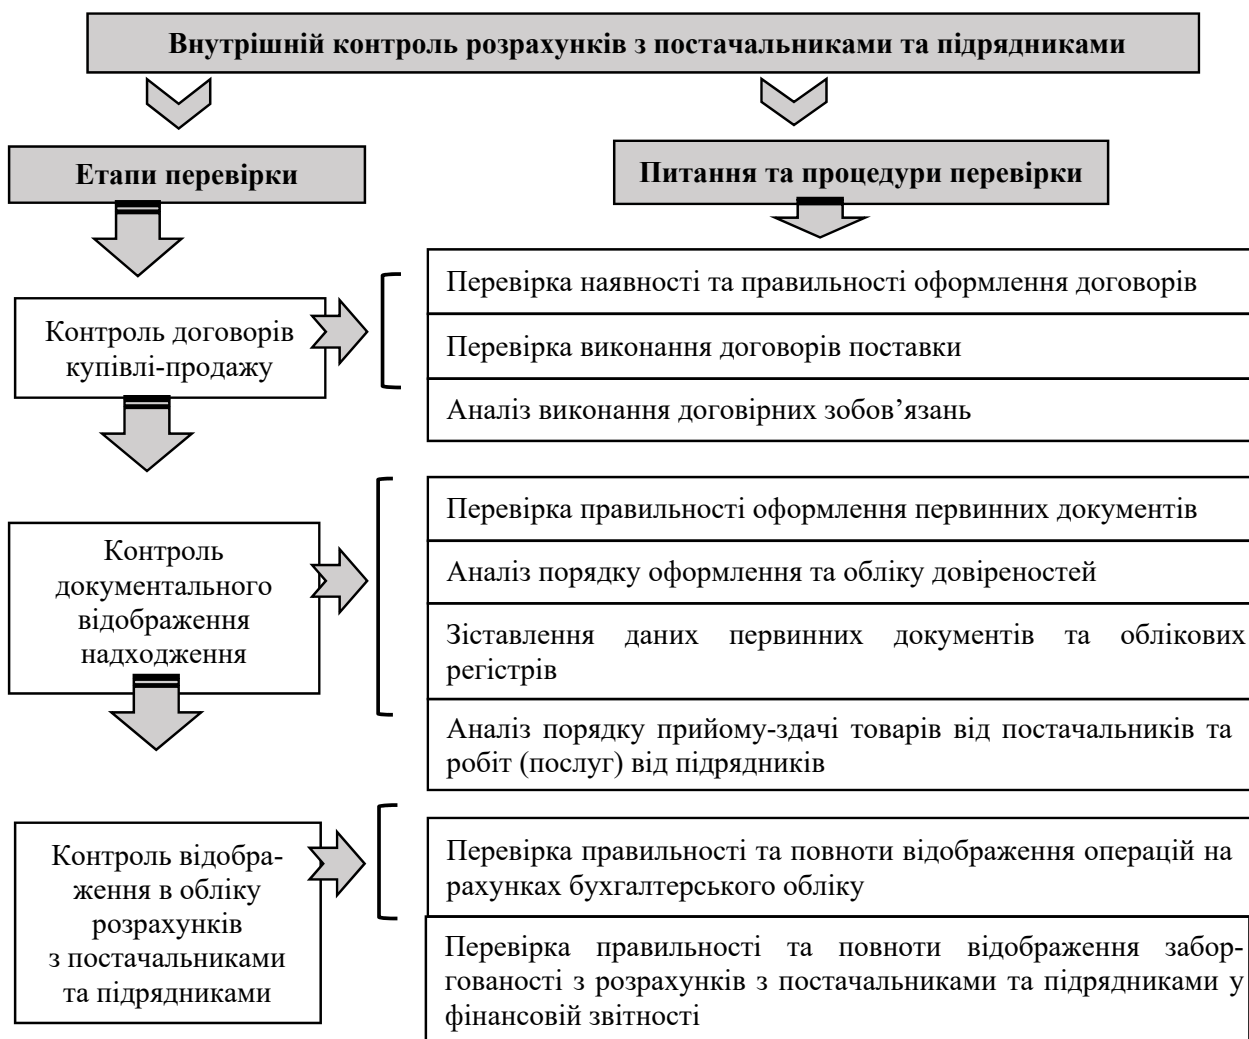 Внутрішній контроль розрахунків з постачальниками та підрядниками
Етапи перевірки
Питання та процедури перевірки
Контроль договорів
купівлі-продажу
Перевірка наявності та правильності оформлення договорів
Перевірка виконання договорів поставки
Аналіз виконання договірних зобов’язань
Контроль
документального
відображення
надходження
Перевірка правильності оформлення первинних документів
Аналіз порядку оформлення та обліку довіреностей
Зіставлення даних первинних документів та облікових
регістрів
Аналіз порядку прийому-здачі товарів від постачальників та
робіт (послуг) від підрядників
Контроль відобра-
ження в обліку
розрахунків
з постачальниками
та підрядниками
Перевірка правильності та повноти відображення операцій на
рахунках бухгалтерського обліку
Перевірка правильності та повноти відображення забор-
гованості з розрахунків з постачальниками та підрядниками у
фінансовій звітності